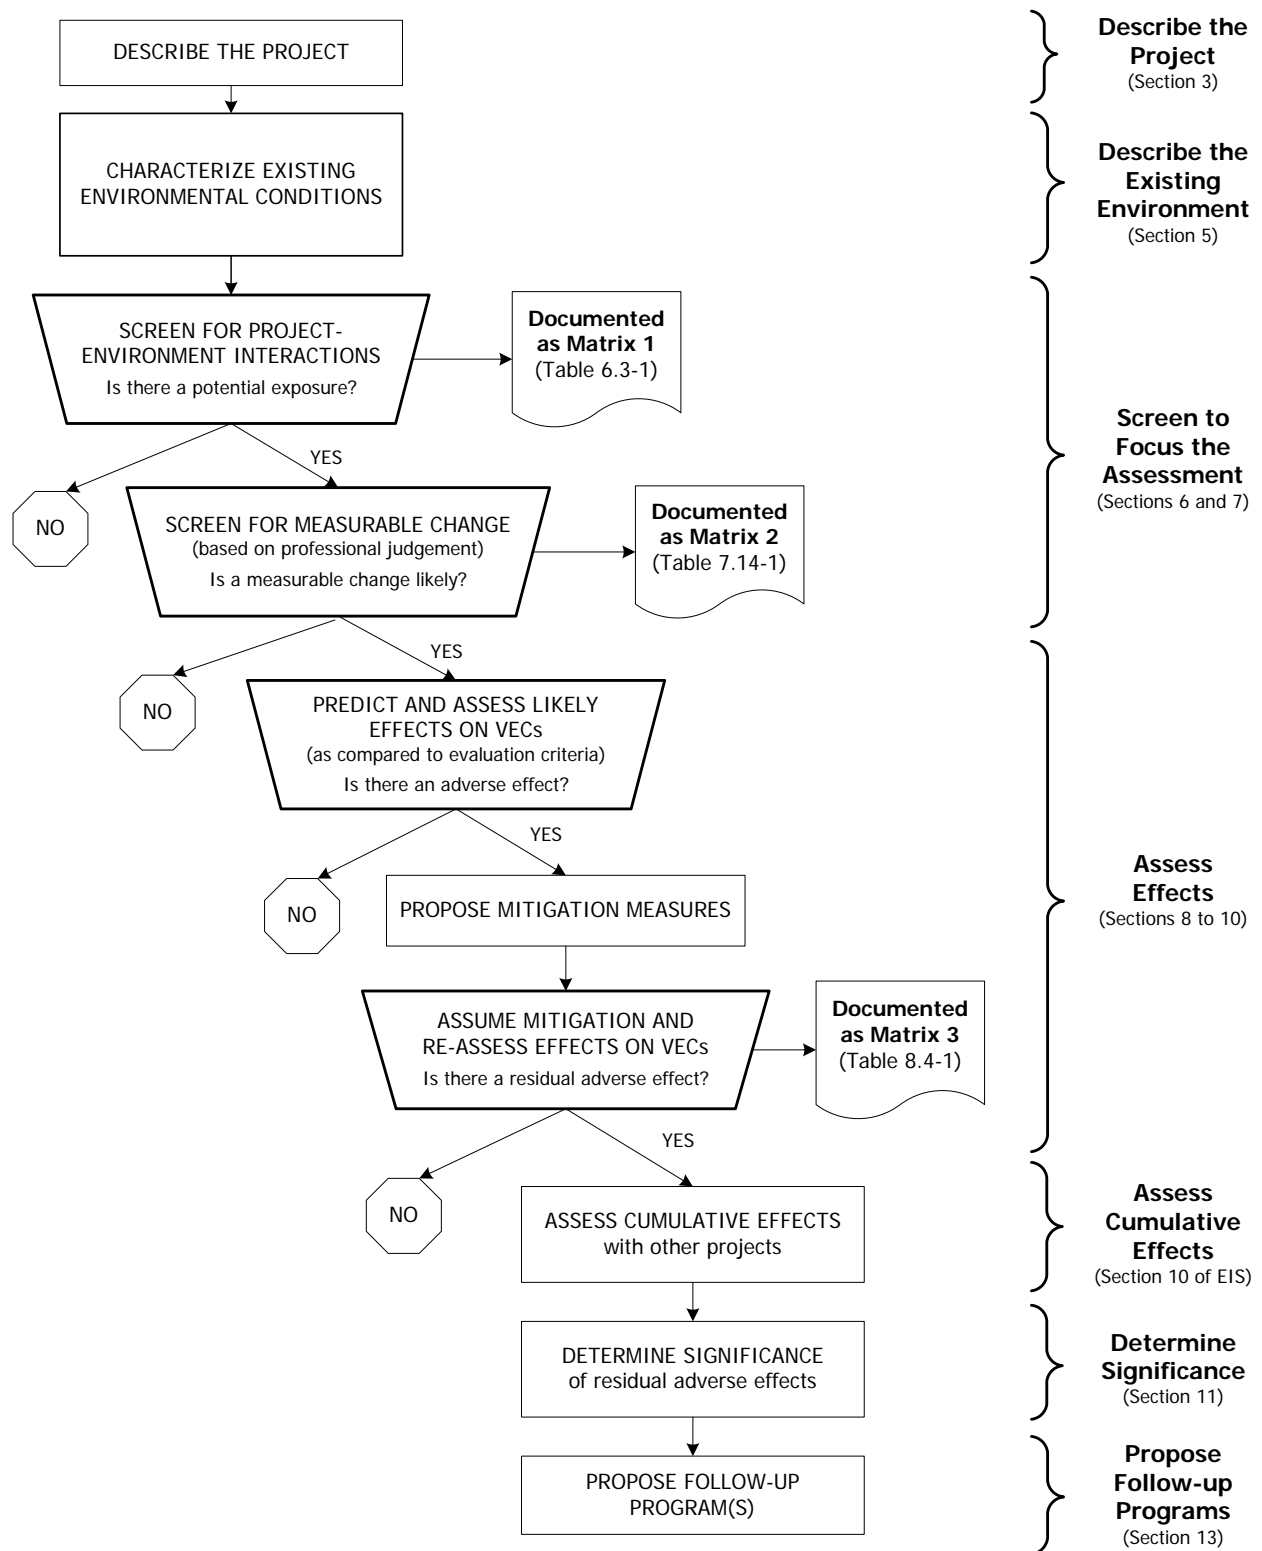 DESCRIBE THE PROJECT
Describe the
Project
(Section 3)
CHARACTERIZE EXISTING
ENVIRONMENTAL CONDITIONS
Describe the
Existing
Environment
(Section 5)
SCREEN FOR PROJECT-
ENVIRONMENT INTERACTIONS
Is there a potential exposure?
Documented
as Matrix 1
(Table 6.3-1)
YES
NO
SCREEN FOR MEASURABLE CHANGE
(based on professional judgement)
Is a measurable change likely?
Documented
as Matrix 2
(Table 7.14-1)
Screen to
Focus the
Assessment
(Sections 6 and 7)
YES
NO
PREDICT AND ASSESS LIKELY
EFFECTS ON VECs
(as compared to evaluation criteria)
Is there an adverse effect?
YES
NO
PROPOSE MITIGATION MEASURES
Assess
Effects
(Sections 8 to 10)
ASSUME MITIGATION AND
RE-ASSESS EFFECTS ON VECs
Is there a residual adverse effect?
Documented
as Matrix 3
(Table 8.4-1)
YES
NO
ASSESS CUMULATIVE EFFECTS
with other projects
Assess
Cumulative
Effects
(Section 10 of EIS)
DETERMINE SIGNIFICANCE
of residual adverse effects
Determine
Significance
(Section 11)
PROPOSE FOLLOW-UP
PROGRAM(S)
Propose
Follow-up
Programs
(Section 13)